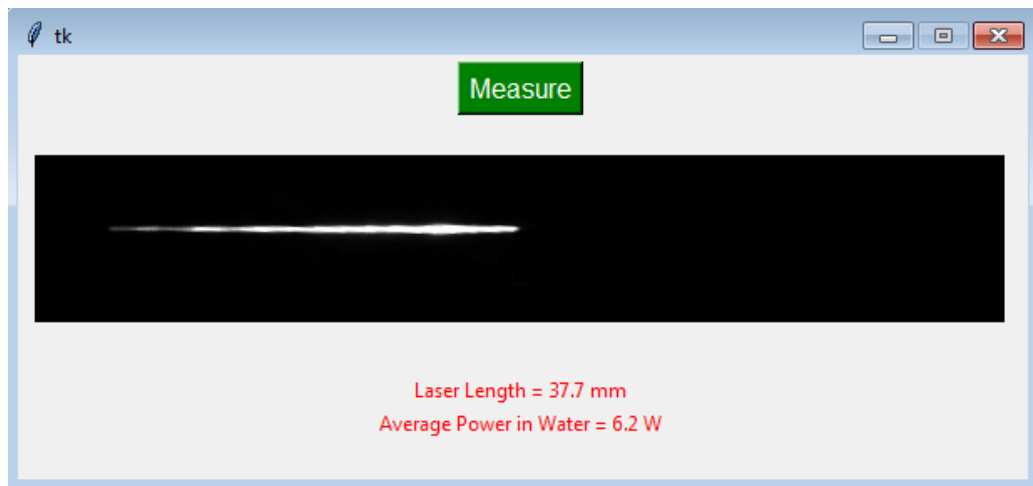 tk
Measure
Laser Length = 37.7 mm
Average Power in Water = 6.2 W